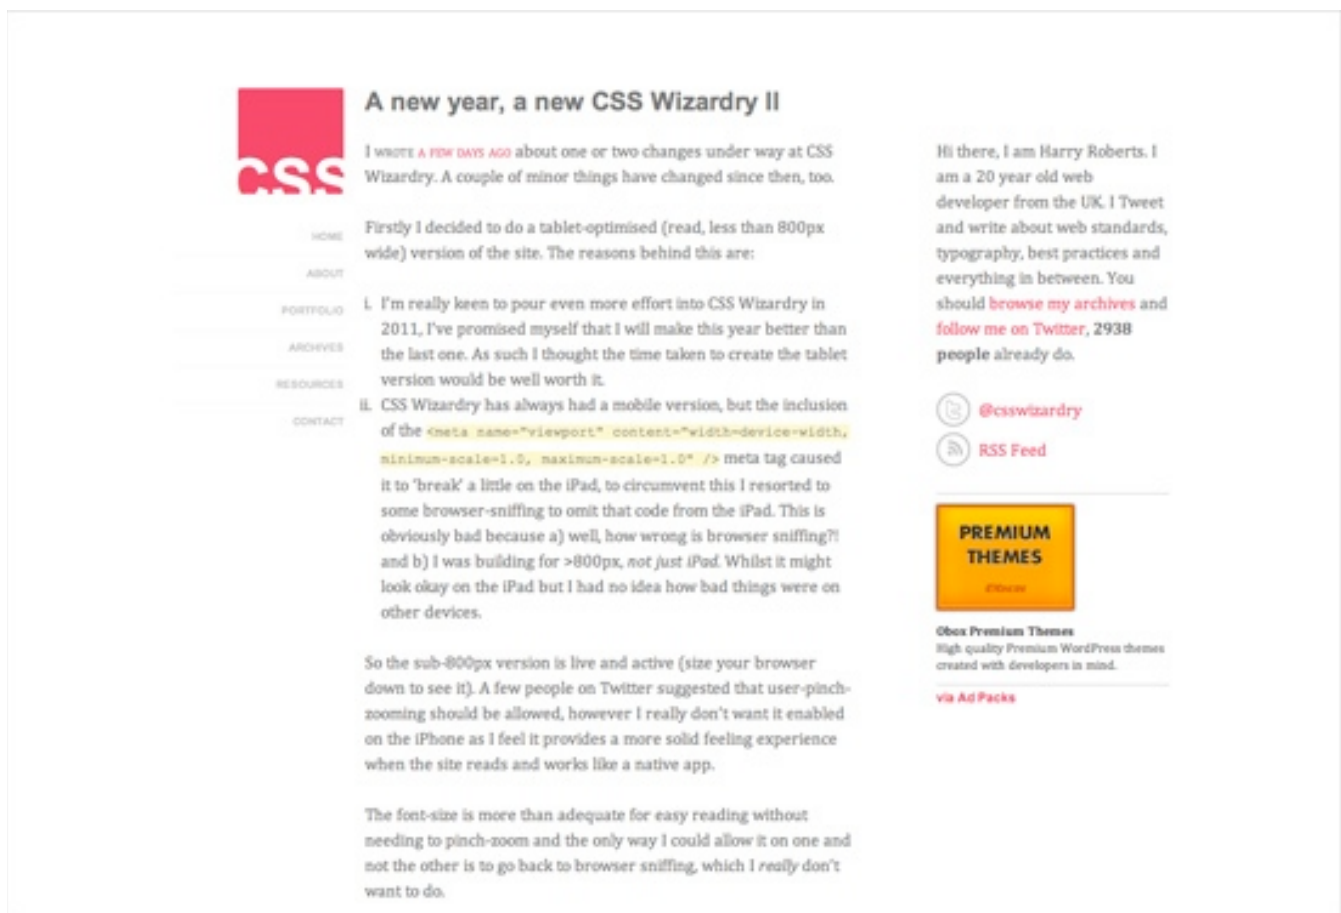 CSS
HOME
ABOUT
PORTFOLIO
ARCHIVES
RESOURCES
CONTACT
A new year, a new CSS Wizardry II
I WROTE A FEW DAYS AGO about one or two changes under way at CSS
Wizardry. A couple of minor things have changed since then, too.
Firstly I decided to do a tablet-optimised (read, less than 800px
wide) version of the site. The reasons behind this are:
i. I'm really keen to pour even more effort into CSS Wizardry in
2011, I've promised myself that I will make this year better than
the last one. As such I thought the time taken to create the tablet
version would be well worth it.
ii. CSS Wizardry has always had a mobile version, but the inclusion
of the <meta name="viewport" content="width=device-width,
minimum-scale=1.0, maximum-scale=1.0" /> meta tag caused
it to 'break' a little on the iPad, to circumvent this I resorted to
some browser-sniffing to omit that code from the iPad. This is
obviously bad because a) well, how wrong is browser sniffing?!
and b) I was building for >800px, not just iPad. Whilst it might
look okay on the iPad but I had no idea how bad things were on
other devices.
So the sub-800px version is live and active (size your browser
down to see it). A few people on Twitter suggested that user-pinch-
zooming should be allowed, however I really don't want it enabled
on the iPhone as I feel it provides a more solid feeling experience
when the site reads and works like a native app.
The font-size is more than adequate for easy reading without
needing to pinch-zoom and the only way I could allow it on one and
not the other is to go back to browser sniffing, which I really don't
want to do.
Hi there, I am Harry Roberts. I
am a 20 year old web
developer from the UK. I Tweet
and write about web standards,
typography, best practices and
everything in between. You
should browse my archives and
follow me on Twitter, 2938
people already do.
@csswizardry
RSS Feed
PREMIUM
THEMES
Obox Premium Themes
High quality Premium WordPress themes
created with developers in mind.
via Ad Packs